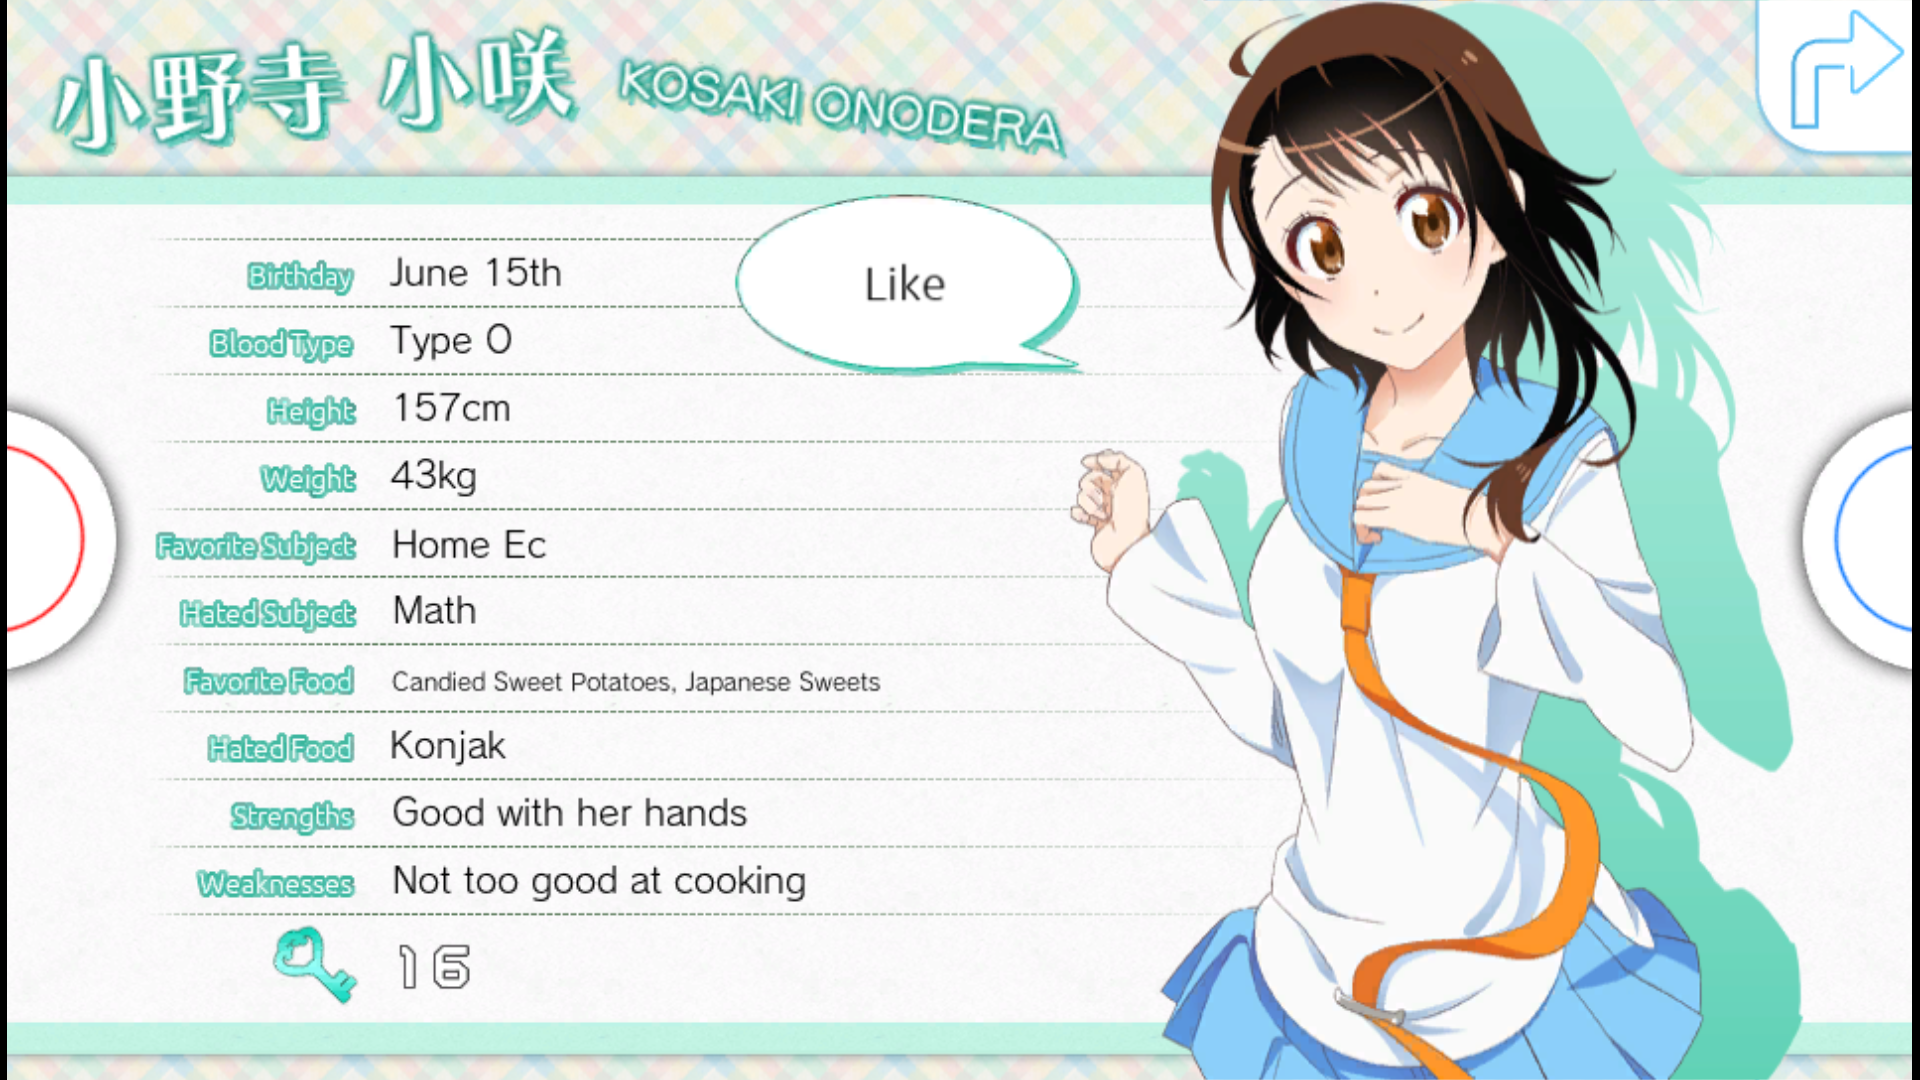 小野寺 小咲 KOSAKI ONODERA
Like
Birthday June 15th
Blood Type Type O
Height 157cm
Weight 43kg
Favorite Subject Home Ec
Hated Subject Math
Favorite Food Candied Sweet Potatoes, Japanese Sweets
Hated Food Konjak
Strengths Good with her hands
Weaknesses Not too good at cooking
16